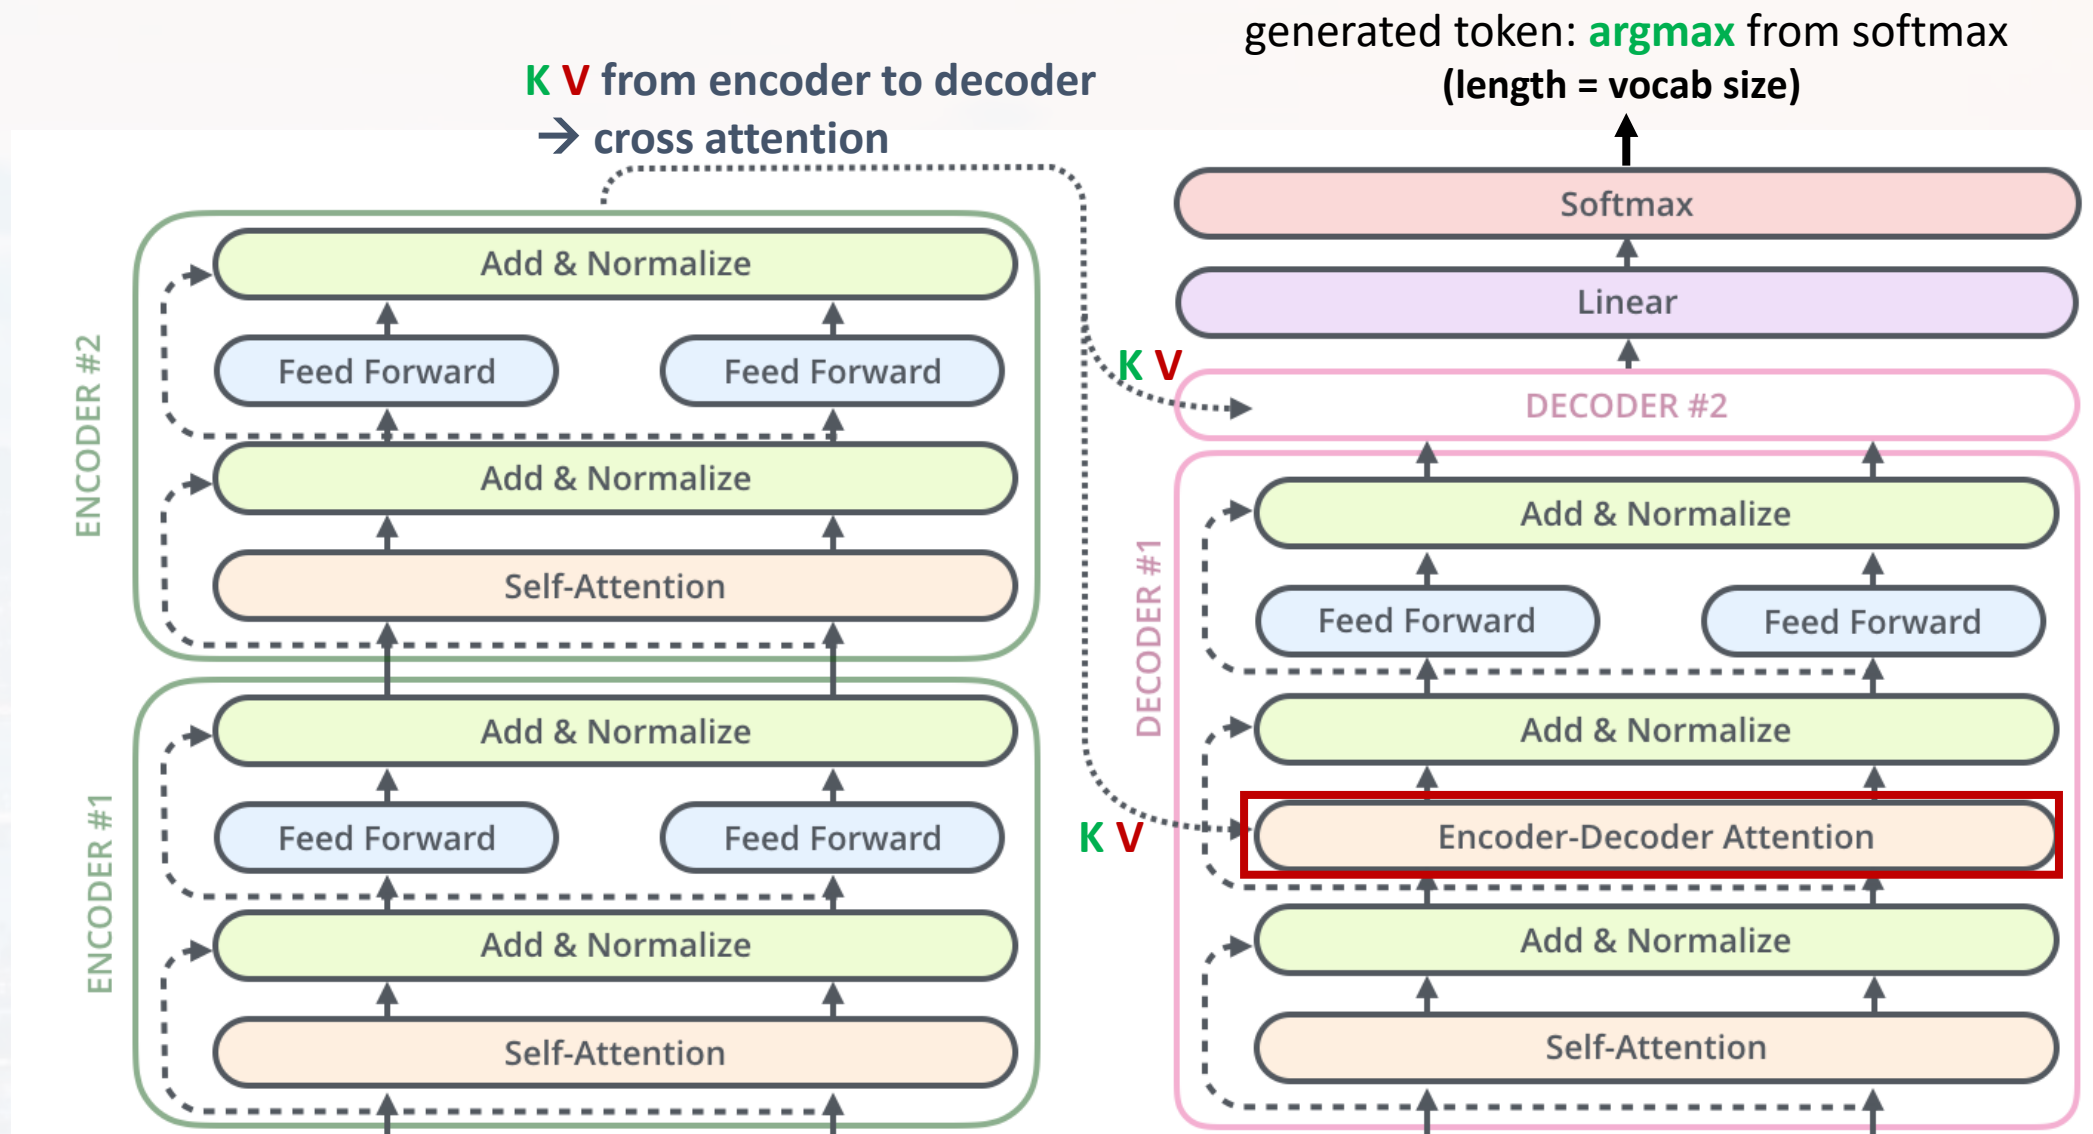 K V from encoder to decoder
→ cross attention
generated token: argmax from softmax
(length = vocab size)
ENCODER #2
Add & Normalize
Feed Forward Feed Forward
Add & Normalize
Self-Attention
ENCODER #1
Add & Normalize
Feed Forward Feed Forward
Add & Normalize
Self-Attention
Softmax
Linear
K V
DECODER #2
DECODER #1
Add & Normalize
Feed Forward Feed Forward
Add & Normalize
K V
Encoder-Decoder Attention
Add & Normalize
Self-Attention